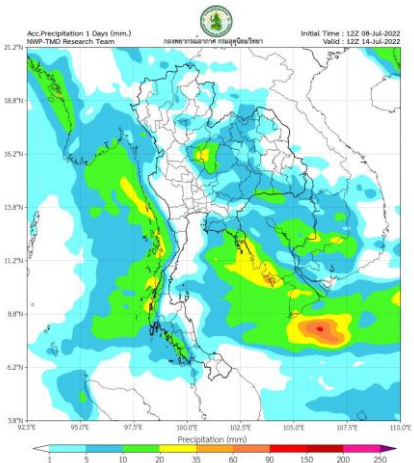 Acc.Precipitation 1 Days (mm.)
NWP-TMD Research Team
กองพยากรณ์อากาศ กรมอุตุนิยมวิทยา
Initial Time : 12Z 08-Jul-2022
Valid : 12Z 14-Jul-2022
21.2°N
18.8°N
16.2°N
13.8°N
11.2°N
8.8°N
6.2°N
3.8°N
92.5°E 95.0°E 97.5°E 100.0°E 102.5°E 105.0°E 107.5°E 110.0°E
Precipitation (mm)
1 5 10 20 35 60 90 150 200 250